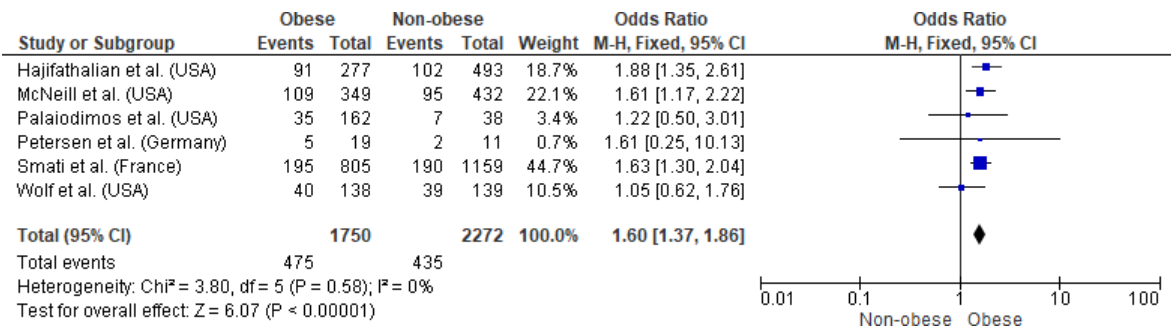 Obese Non-obese Odds Ratio Odds Ratio
Study or Subgroup Events Total Events Total Weight M-H, Fixed, 95% CI M-H, Fixed, 95% CI
Hajifathalian et al. (USA) 91 277 102 493 18.7% 1.88 [1.35, 2.61]
McNeill et al. (USA) 109 349 95 432 22.1% 1.61 [1.17, 2.22]
Palaiodimos et al. (USA) 35 162 7 38 3.4% 1.22 [0.50, 3.01]
Petersen et al. (Germany) 5 19 2 11 0.7% 1.61 [0.25, 10.13]
Smati et al. (France) 195 805 190 1159 44.7% 1.63 [1.30, 2.04]
Wolf et al. (USA) 40 138 39 139 10.5% 1.05 [0.62, 1.76]
Total (95% CI) 1750 2272 100.0% 1.60 [1.37, 1.86]
Total events 475 435
Heterogeneity: Chi² = 3.80, df = 5 (P = 0.58); I² = 0%
Test for overall effect: Z = 6.07 (P < 0.00001)
0.01 0.1 1 10 100
Non-obese Obese